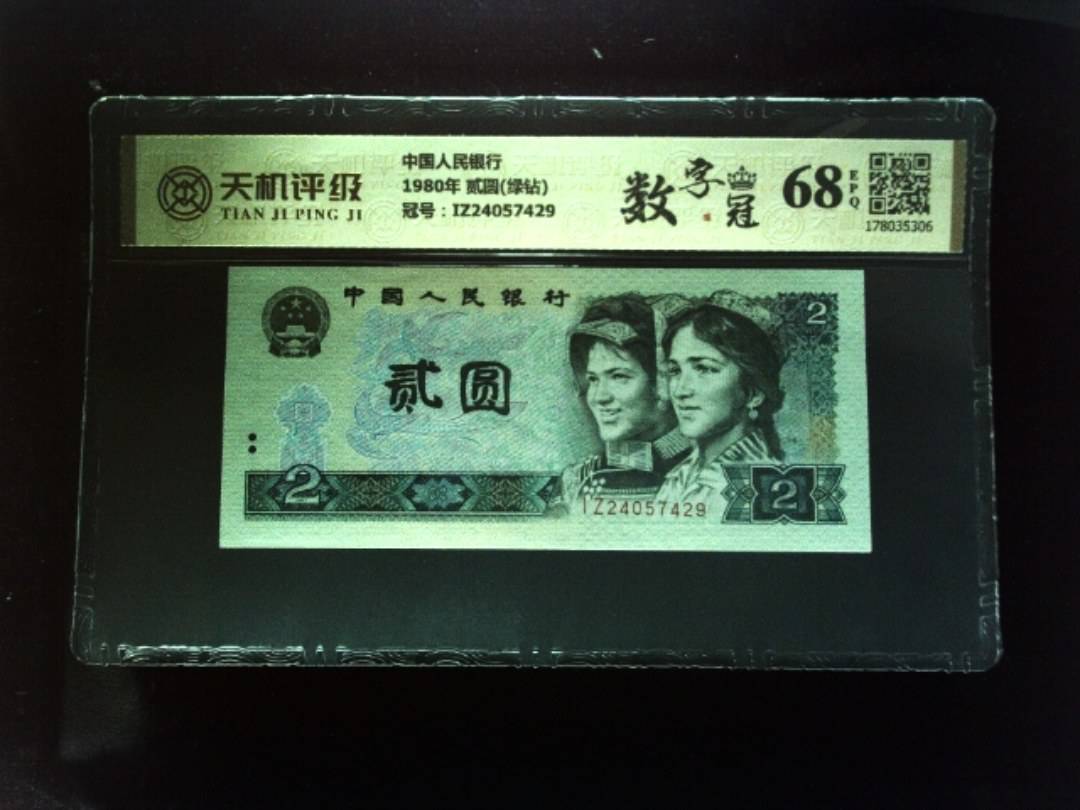 天机评级
TIAN JI PING JI
中国人民银行
1980年 贰圆(绿钻)
冠号：IZ24057429
数字冠
68
EPQ
178035306
中国人民银行
贰圆
2
2
2
IZ24057429